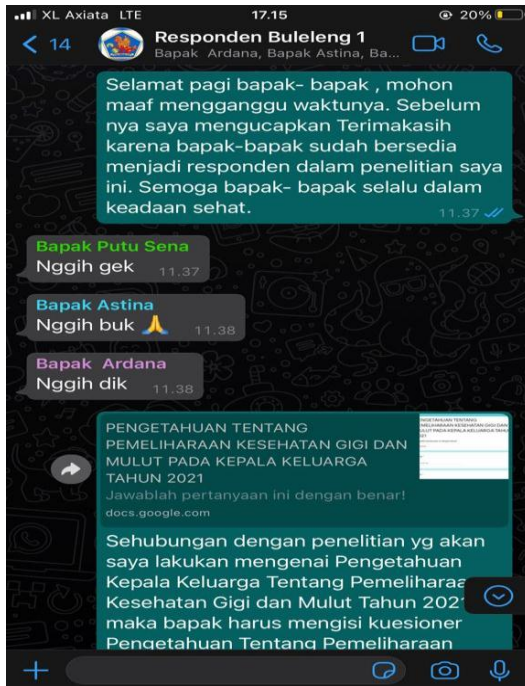 XL Axiata LTE 17.15 20%
14 Responden Buleleng 1
Bapak Ardana, Bapak Astina, Ba...
Selamat pagi bapak- bapak , mohon
maaf mengganggu waktunya. Sebelum
nya saya mengucapkan Terimakasih
karena bapak-bapak sudah bersedia
menjadi responden dalam penelitian saya
ini. Semoga bapak- bapak selalu dalam
keadaan sehat.
11.37
Bapak Putu Sena
Nggih gek 11.37
Bapak Astina
Nggih buk 🙏 11.38
Bapak Ardana
Nggih dik 11.38
PENGETAHUAN TENTANG
PEMELIHARAAN KESEHATAN GIGI DAN
MULUT PADA KEPALA KELUARGA
TAHUN 2021
Jawablah pertanyaan ini dengan benar!
docs.google.com
Sehubungan dengan penelitian yg akan
saya lakukan mengenai Pengetahuan
Kepala Keluarga Tentang Pemeliharaa
Kesehatan Gigi dan Mulut Tahun 202
maka bapak harus mengisi kuesioner
Pengetahuan Tentang Pemeliharaan